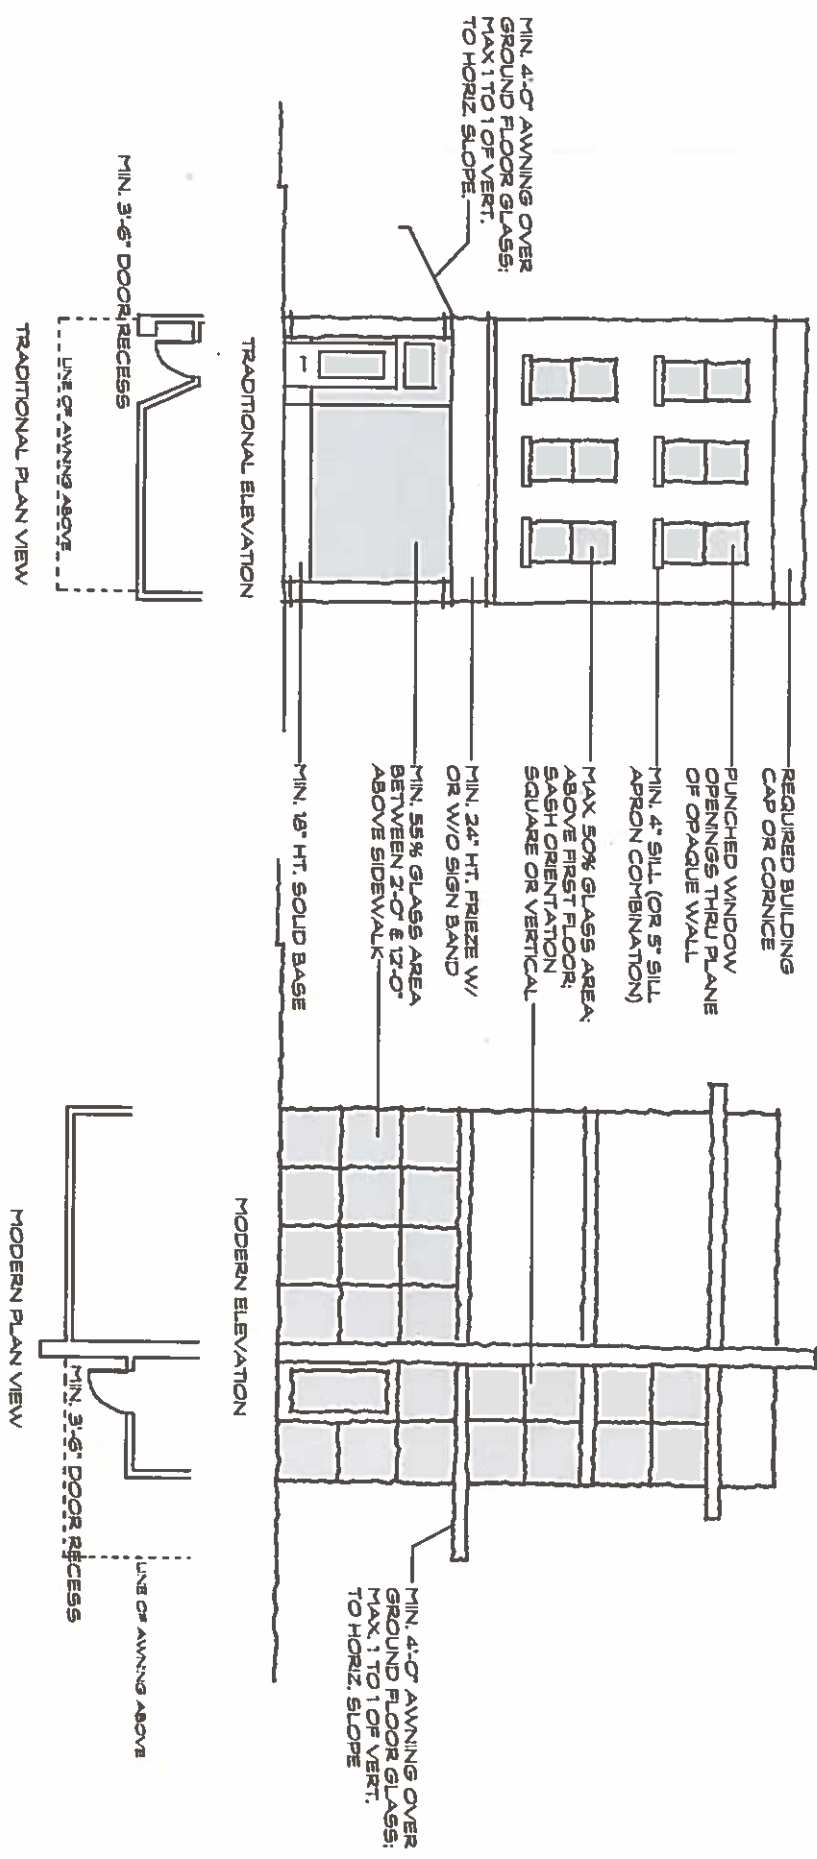 MIN. 4'-0" AWNING OVER
GROUND FLOOR GLASS;
MAX 1 TO 1 OF VERT.
TO HORIZ. SLOPE.
REQUIRED BUILDING
CAP OR CORNICE
PUNCHED WINDOW
OPENINGS THRU PLANE
OF OPAQUE WALL
MIN. 4" SILL (OR 5" SILL
APRON COMBINATION)
MAX 50% GLASS AREA:
ABOVE FIRST FLOOR;
SASH ORIENTATION
SQUARE OR VERTICAL
MIN. 24" HT. FRIEZE W/
OR W/O SIGN BAND
MIN. 55% GLASS AREA
BETWEEN 2'-0" & 12'-0"
ABOVE SIDEWALK
MIN. 18" HT. SOLID BASE
MIN. 4'-0" AWNING OVER
GROUND FLOOR GLASS;
MAX. 1 TO 1 OF VERT.
TO HORIZ. SLOPE
TRADITIONAL ELEVATION
MODERN ELEVATION
MIN. 3'-6" DOOR RECESS
LINE OF AWNING ABOVE
TRADITIONAL PLAN VIEW
LINE OF AWNING ABOVE
MIN. 3'-6" DOOR RECESS
MODERN PLAN VIEW